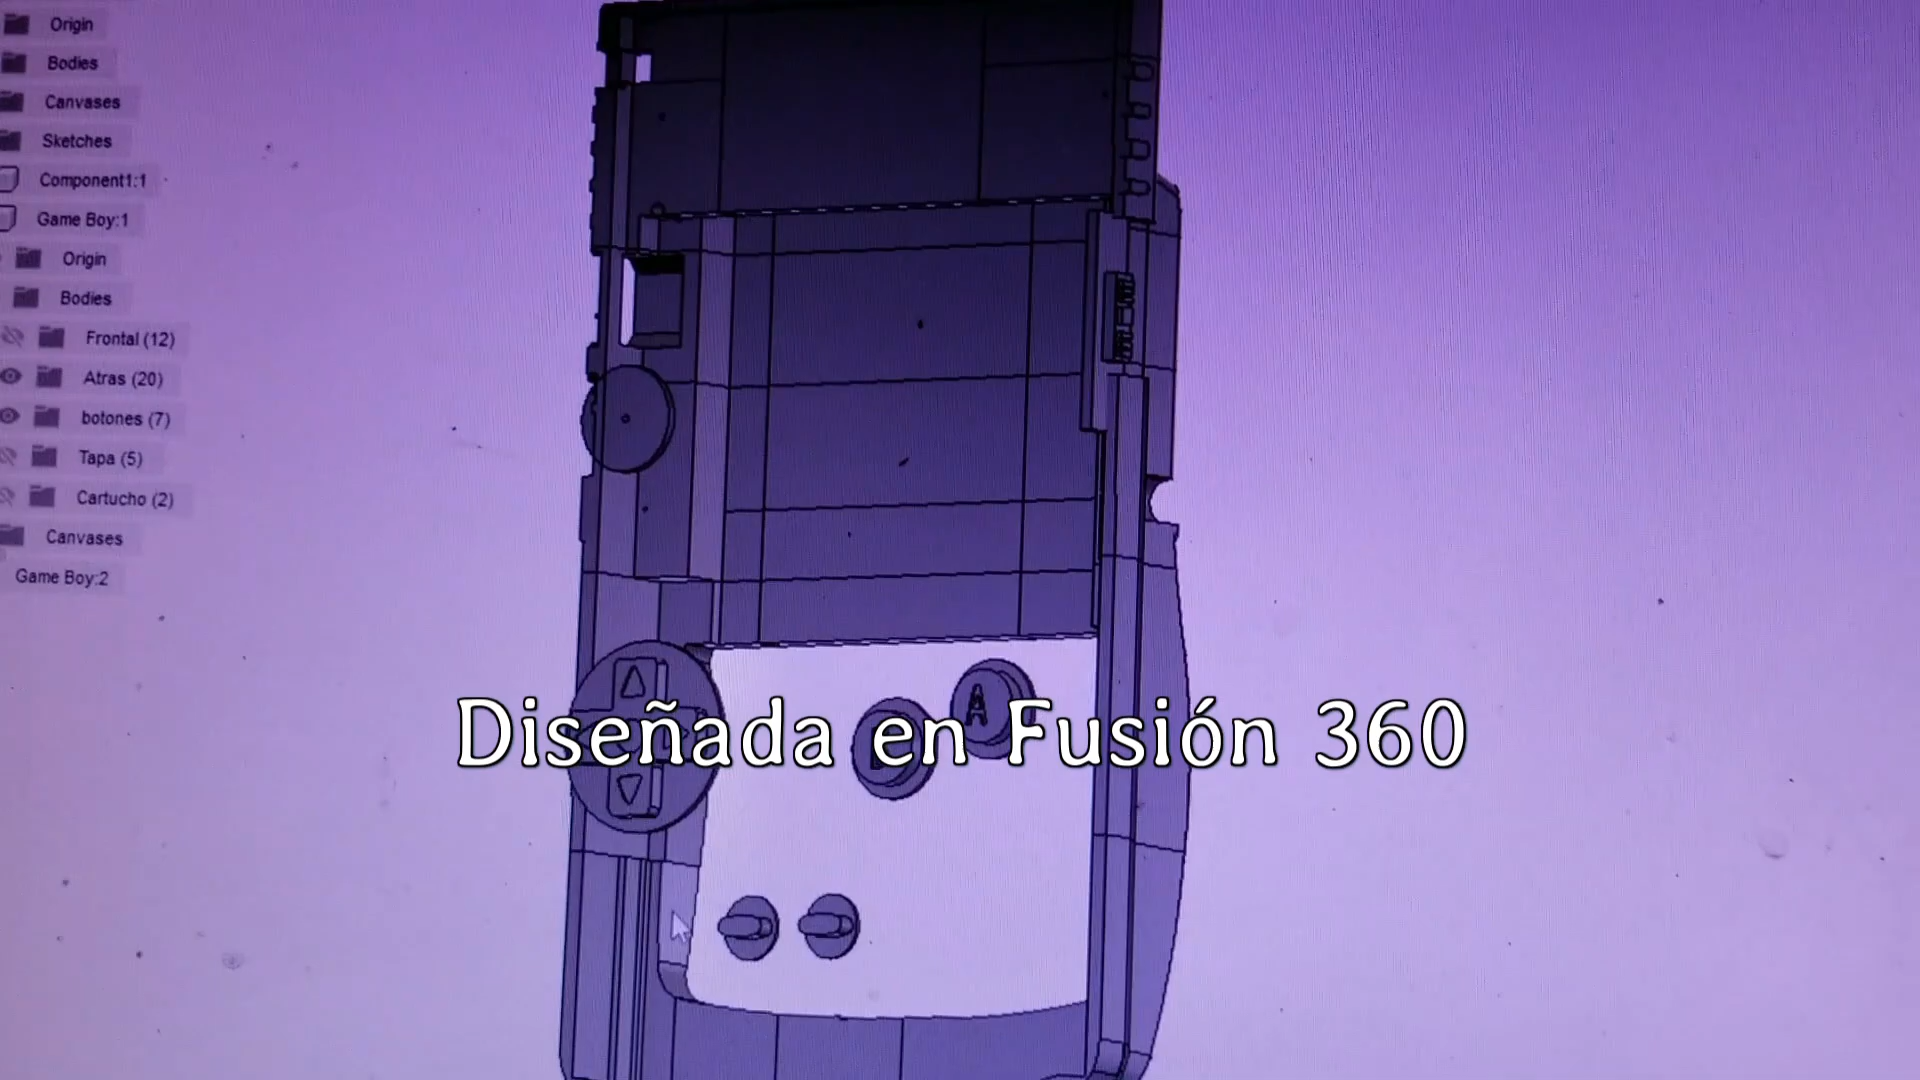 Origin
Bodies
Canvases
Sketches
Component1:1
Game Boy:1
Origin
Bodies
Frontal (12)
Atras (20)
botones (7)
Tapa (5)
Cartucho (2)
Canvases
Game Boy:2
A
Diseñada en Fusión 360